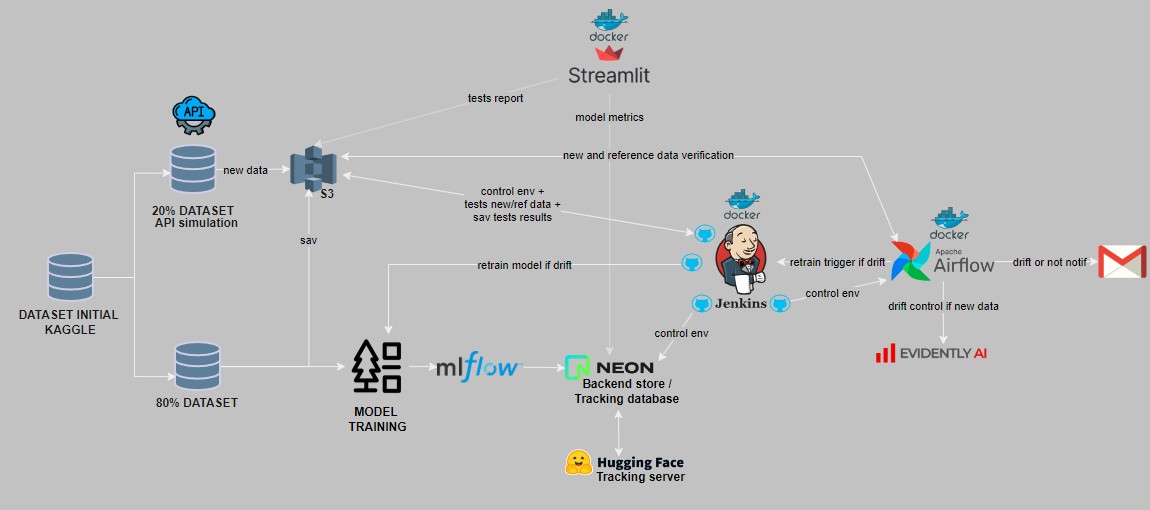 docker
Streamlit
tests report
model metrics
API
new data
S3
new and reference data verification
20% DATASET
API simulation
control env +
tests new/ref data +
sav tests results
docker
docker
sav
Apache
Airflow
retrain model if drift
retrain trigger if drift
drift or not notif
Jenkins
control env
drift control if new data
DATASET INITIAL
KAGGLE
control env
EVIDENTLY AI
mlflow
NEON
Backend store /
Tracking database
80% DATASET
MODEL
TRAINING
Hugging Face
Tracking server